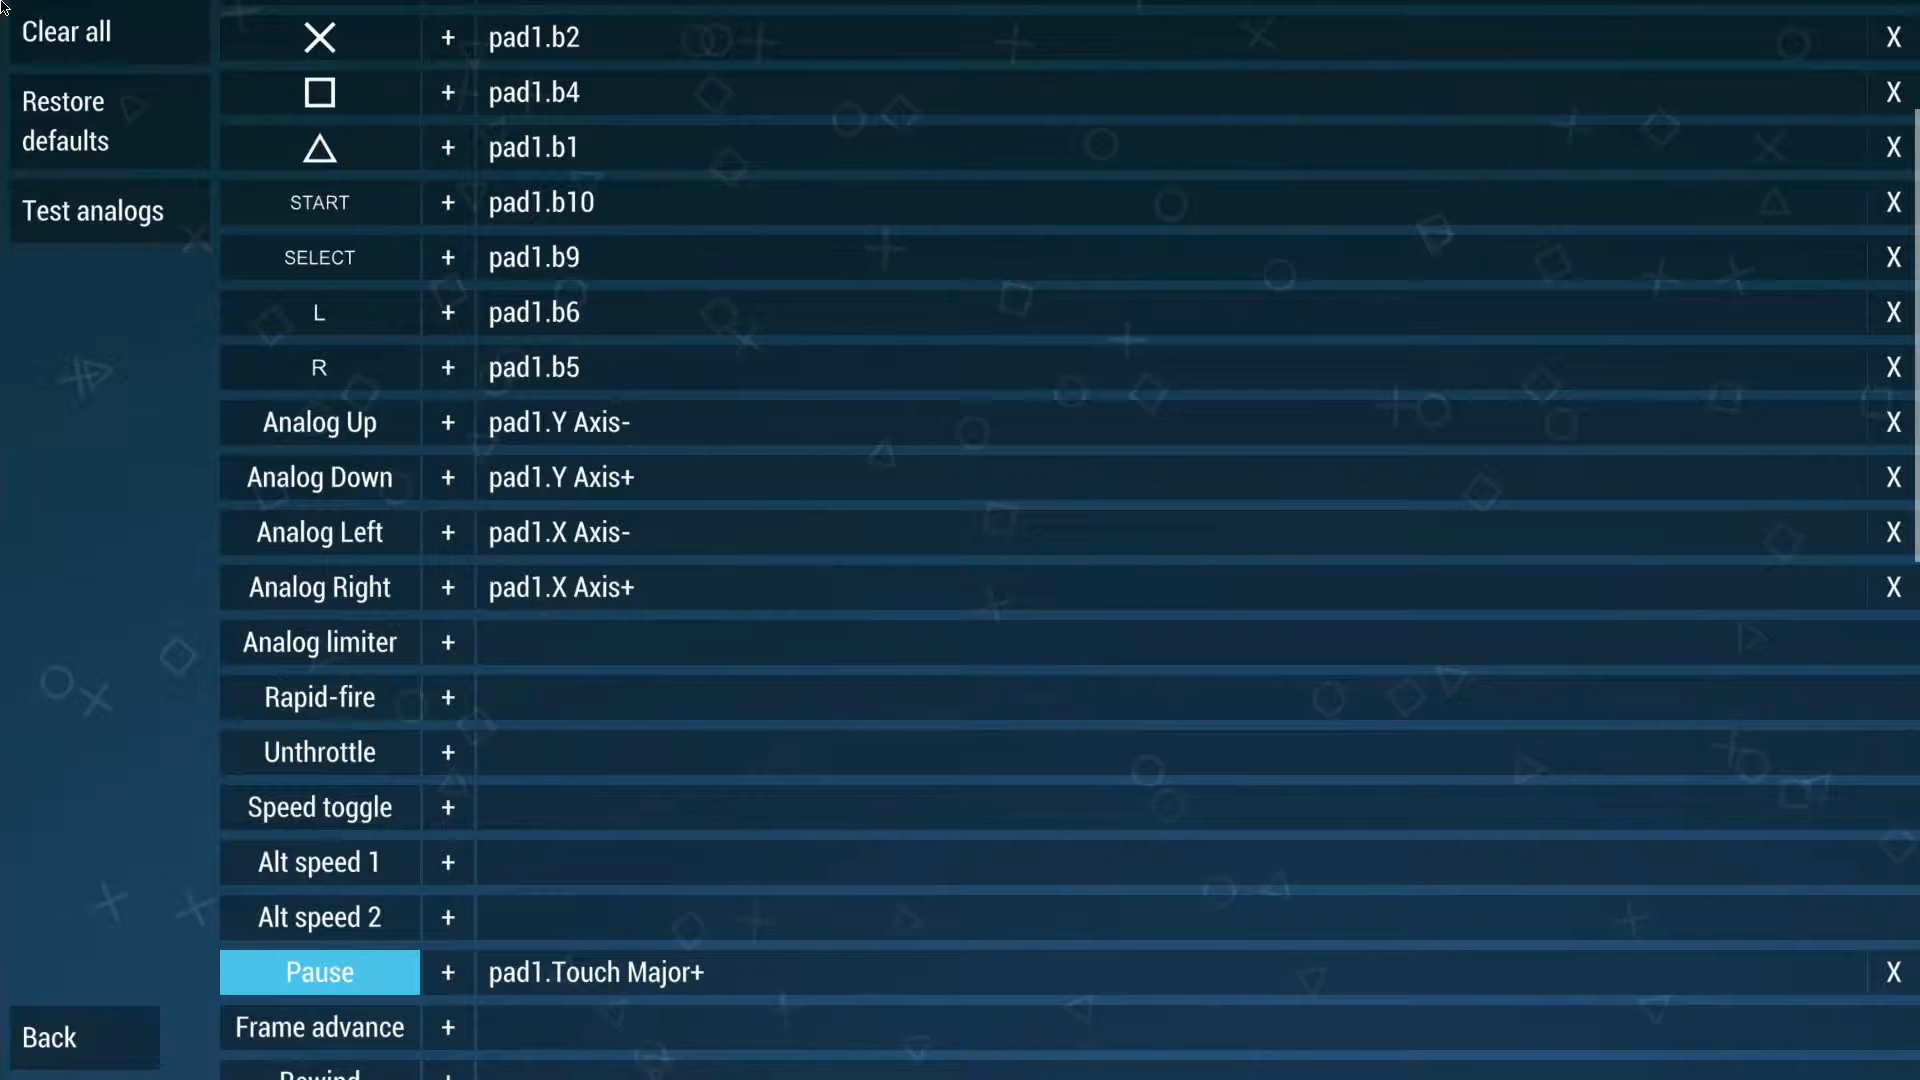 Clear all
Restore
defaults
Test analogs
Back
+ pad1.b2 X
+ pad1.b4 X
+ pad1.b1 X
START + pad1.b10 X
SELECT + pad1.b9 X
L + pad1.b6 X
R + pad1.b5 X
Analog Up + pad1.Y Axis- X
Analog Down + pad1.Y Axis+ X
Analog Left + pad1.X Axis- X
Analog Right + pad1.X Axis+ X
Analog limiter +
Rapid-fire +
Unthrottle +
Speed toggle +
Alt speed 1 +
Alt speed 2 +
Pause + pad1.Touch Major+ X
Frame advance +
Rewind +